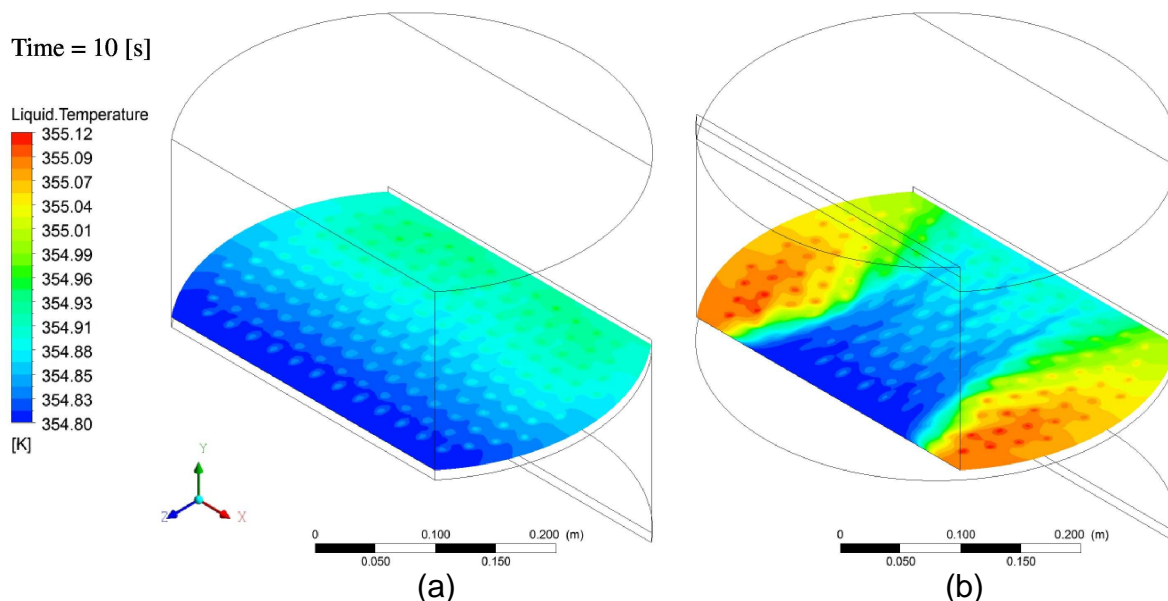 Time = 10 [s]
Liquid.Temperature
355.12
355.09
355.07
355.04
355.01
354.99
354.96
354.93
354.91
354.88
354.85
354.83
354.80
[K]
Y
Z
X
0 0.100 0.200 (m)
0.050 0.150
(a)
0 0.100 0.200 (m)
0.050 0.150
(b)